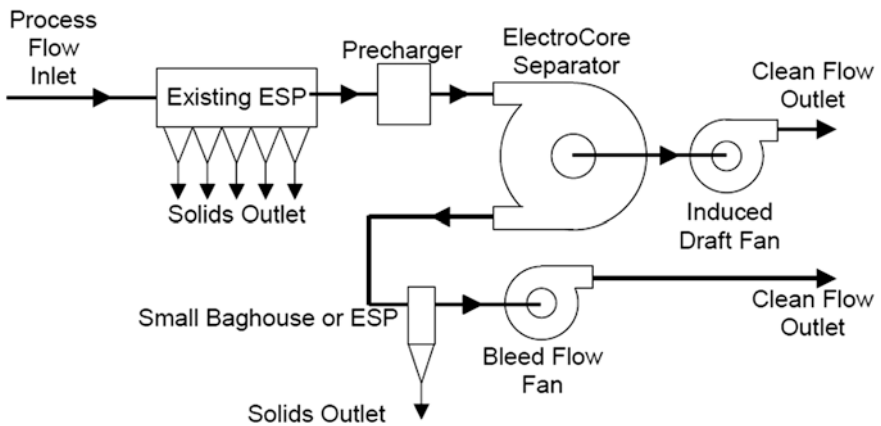 Process
Flow
Inlet
Existing ESP
Solids Outlet
Precharger
ElectroCore
Separator
Clean Flow
Outlet
Induced
Draft Fan
Small Baghouse or ESP
Solids Outlet
Bleed Flow
Fan
Clean Flow
Outlet